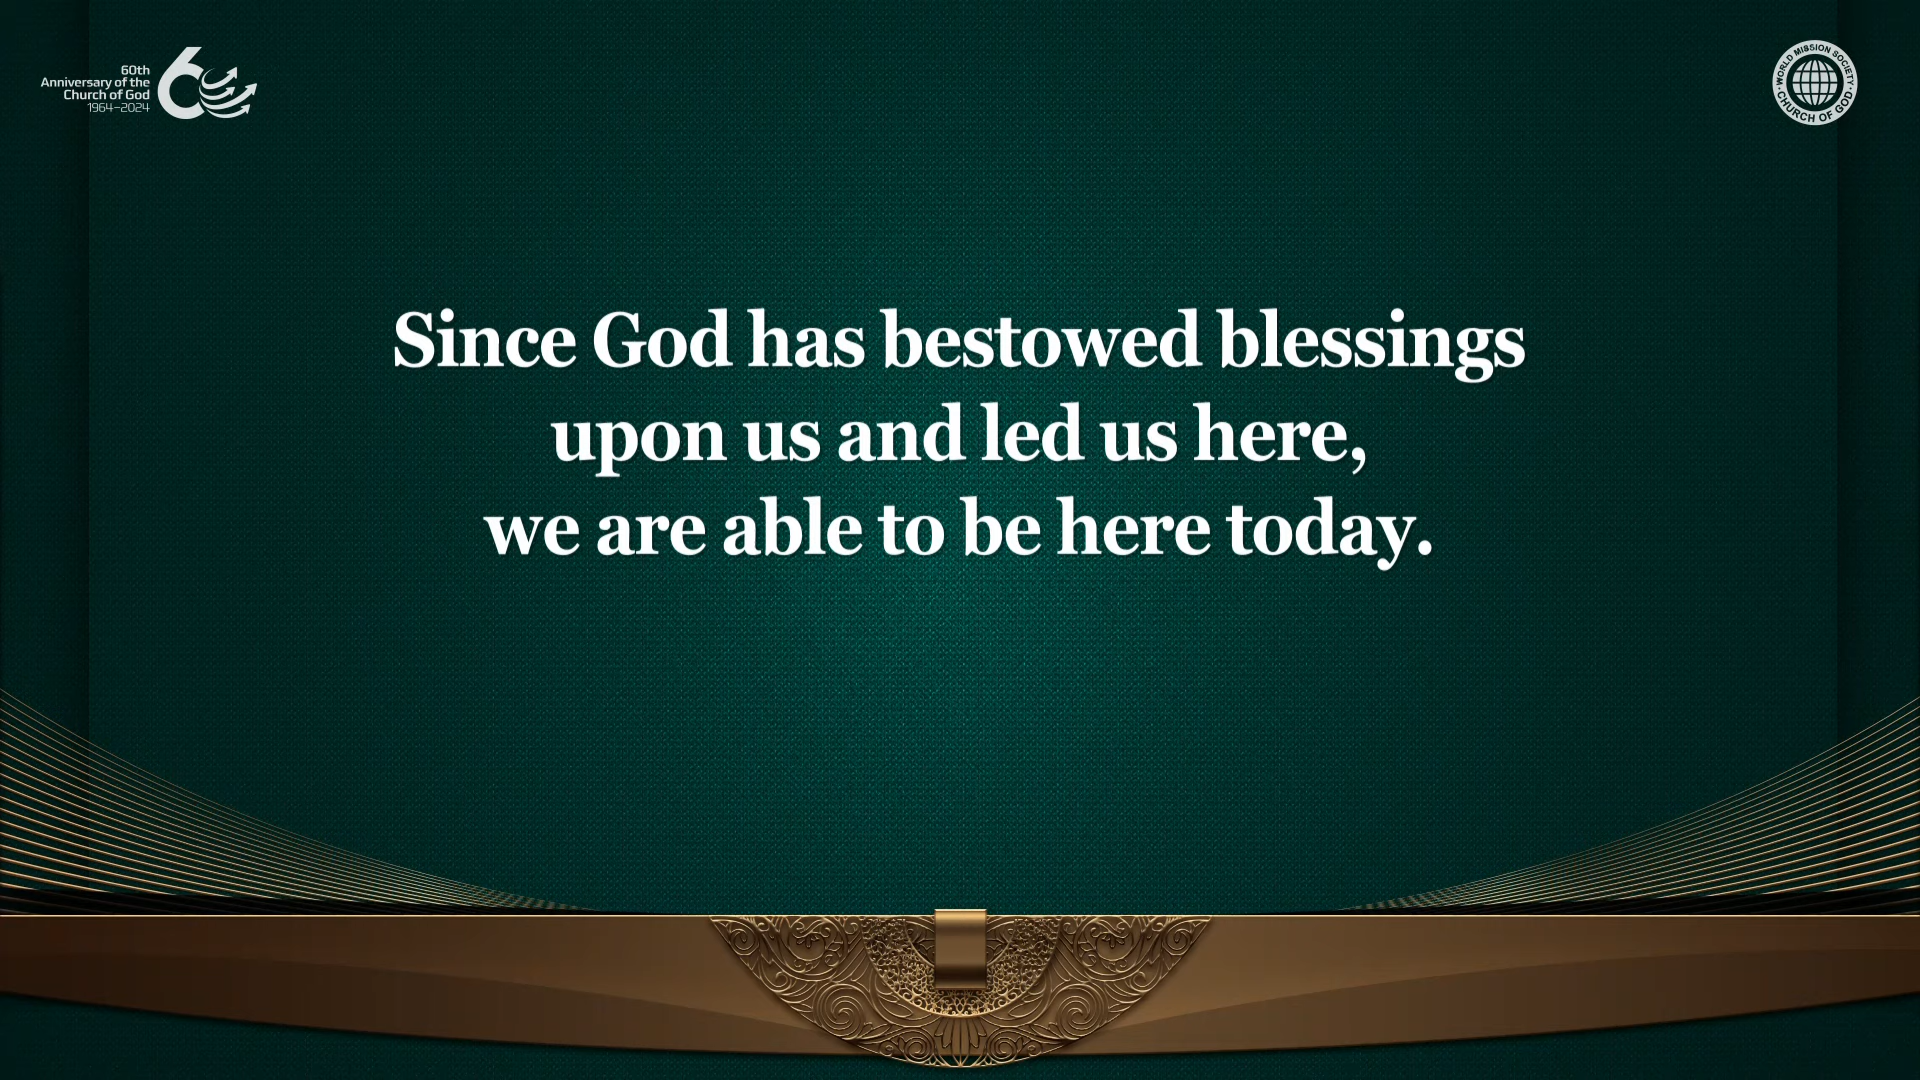 60th
Anniversary of the
Church of God
1964–2024
60
WORLD MISSION SOCIETY
CHURCH OF GOD
Since God has bestowed blessings
upon us and led us here,
we are able to be here today.